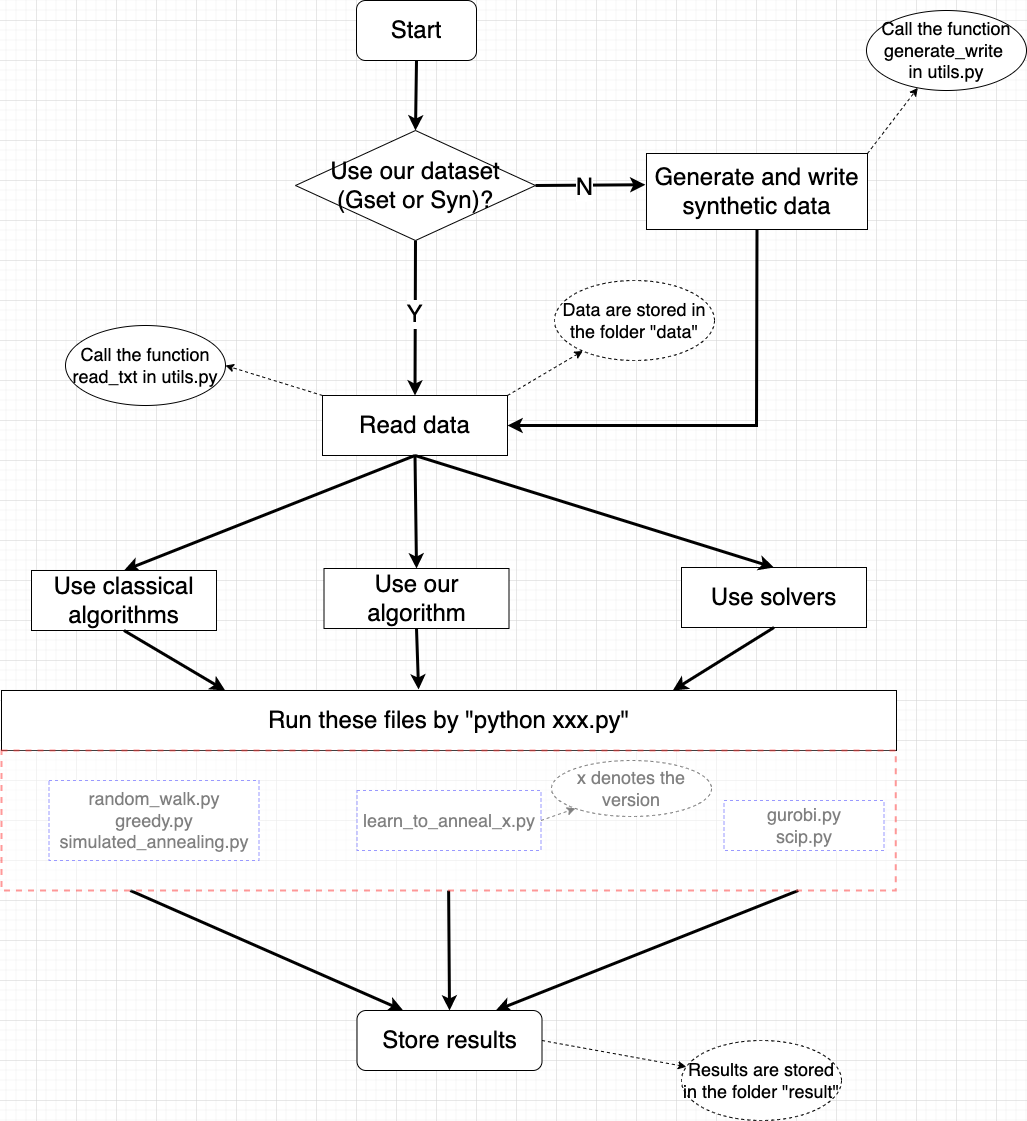 Start
Call the function
generate_write
in utils.py
Use our dataset
(Gset or Syn)?
N
Generate and write
synthetic data
Y
Data are stored in
the folder "data"
Call the function
read_txt in utils.py
Read data
Use classical
algorithms
Use our
algorithm
Use solvers
Run these files by "python xxx.py"
random_walk.py
greedy.py
simulated_annealing.py
learn_to_anneal_x.py
x denotes the
version
gurobi.py
scip.py
Store results
Results are stored
in the folder "result"